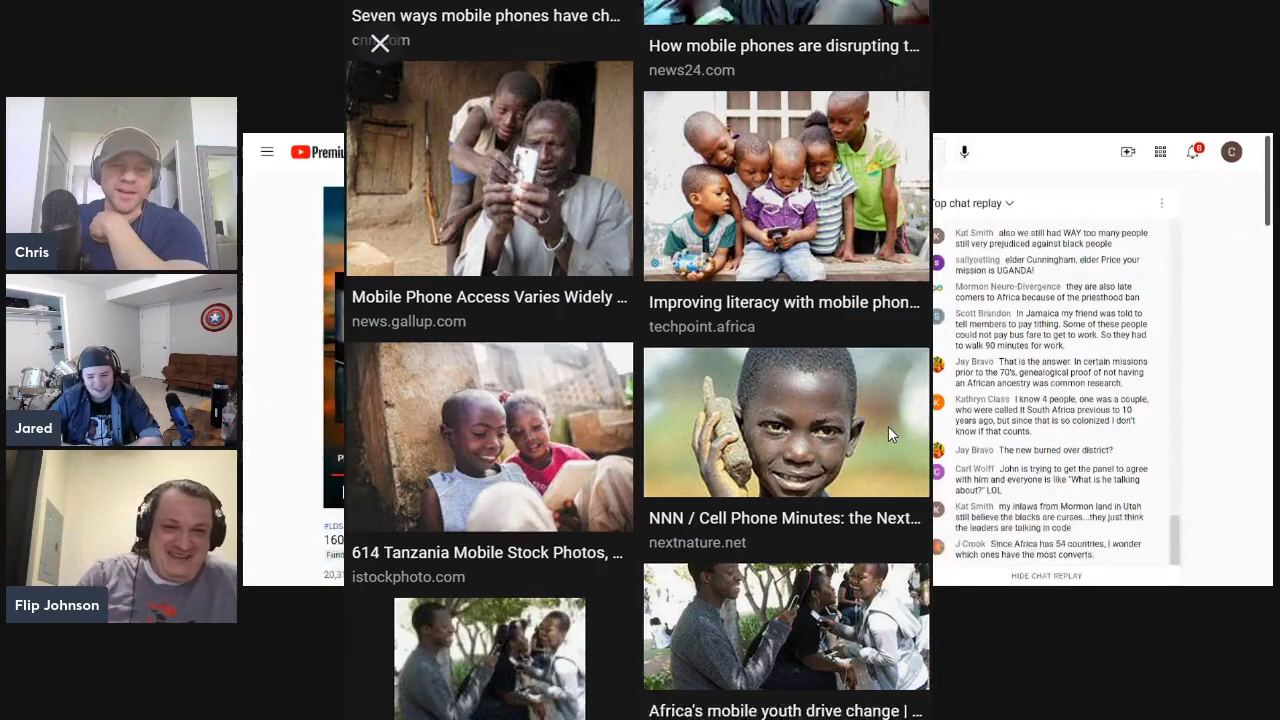 Chris
Jared
Flip Johnson
Premiu
#LDS
160
Fund
20,31
Seven ways mobile phones have ch...
cnn.com
Mobile Phone Access Varies Widely ...
news.gallup.com
614 Tanzania Mobile Stock Photos, ...
istockphoto.com
How mobile phones are disrupting t...
news24.com
Improving literacy with mobile phon...
techpoint.africa
NNN / Cell Phone Minutes: the Next...
nextnature.net
Africa's mobile youth drive change | ...
8
C
op chat replay
Kat Smith also we still had WAY too many people
still very prejudiced against black people
sallyostling elder Cunningham, elder Price your
mission is UGANDA!
Mormon Neuro-Divergence they are also late
comers to Africa because of the priesthood ban
Scott Brandon In Jamaica my friend was told to
tell members to pay tithing. Some of these people
could not pay bus fare to get to work. So they had
to walk 90 minutes for work.
Jay Bravo That is the answer. In certain missions
prior to the 70's, genealogical proof of not having
an African ancestry was common research.
Kathryn Class I know 4 people, one was a couple,
who were called it South Africa previous to 10
years ago, but since that is so colonized I don't
know if that counts.
Jay Bravo The new burned over district?
Carl Wolff John is trying to get the panel to agree
with him and everyone is like "What is he talking
about?" LOL
Kat Smith my inlaws from Mormon land in Utah
still believe the blacks are curses...they just think
the leaders are talking in code
J Crook Since Africa has 54 countries, I wonder
which ones have the most converts.
HIDE CHAT REPLAY